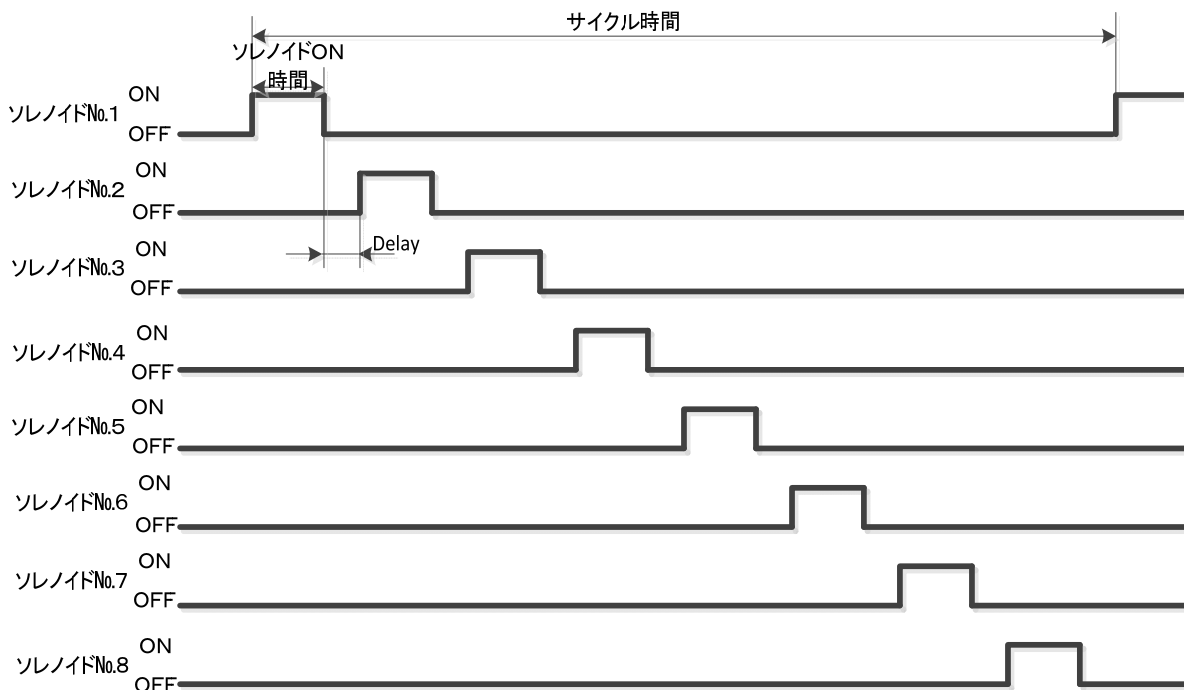 サイクル時間
ソレノイドON
時間
ソレノイド№1
ON
OFF
ソレノイド№2
ON
OFF
Delay
ソレノイド№3
ON
OFF
ソレノイド№4
ON
OFF
ソレノイド№5
ON
OFF
ソレノイド№6
ON
OFF
ソレノイド№7
ON
OFF
ソレノイド№8
ON
OFF